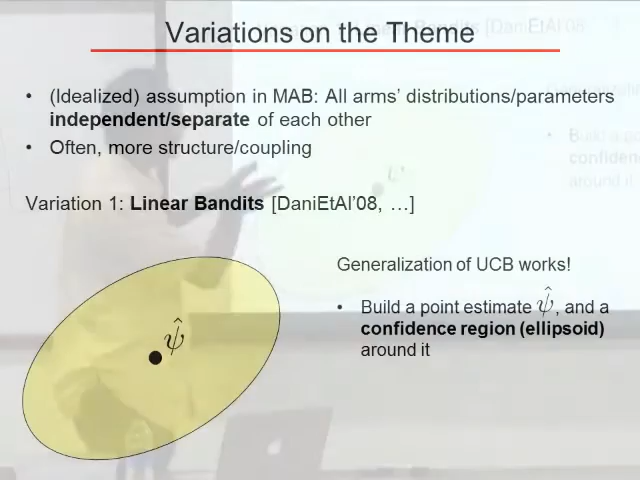 Variations on the Theme
• (Idealized) assumption in MAB: All arms' distributions/parameters
independent/separate of each other
• Often, more structure/coupling
Variation 1: Linear Bandits [DaniEtAl'08, …]
Generalization of UCB works!
• Build a point estimate ψ̂, and a
confidence region (ellipsoid)
around it
ψ̂